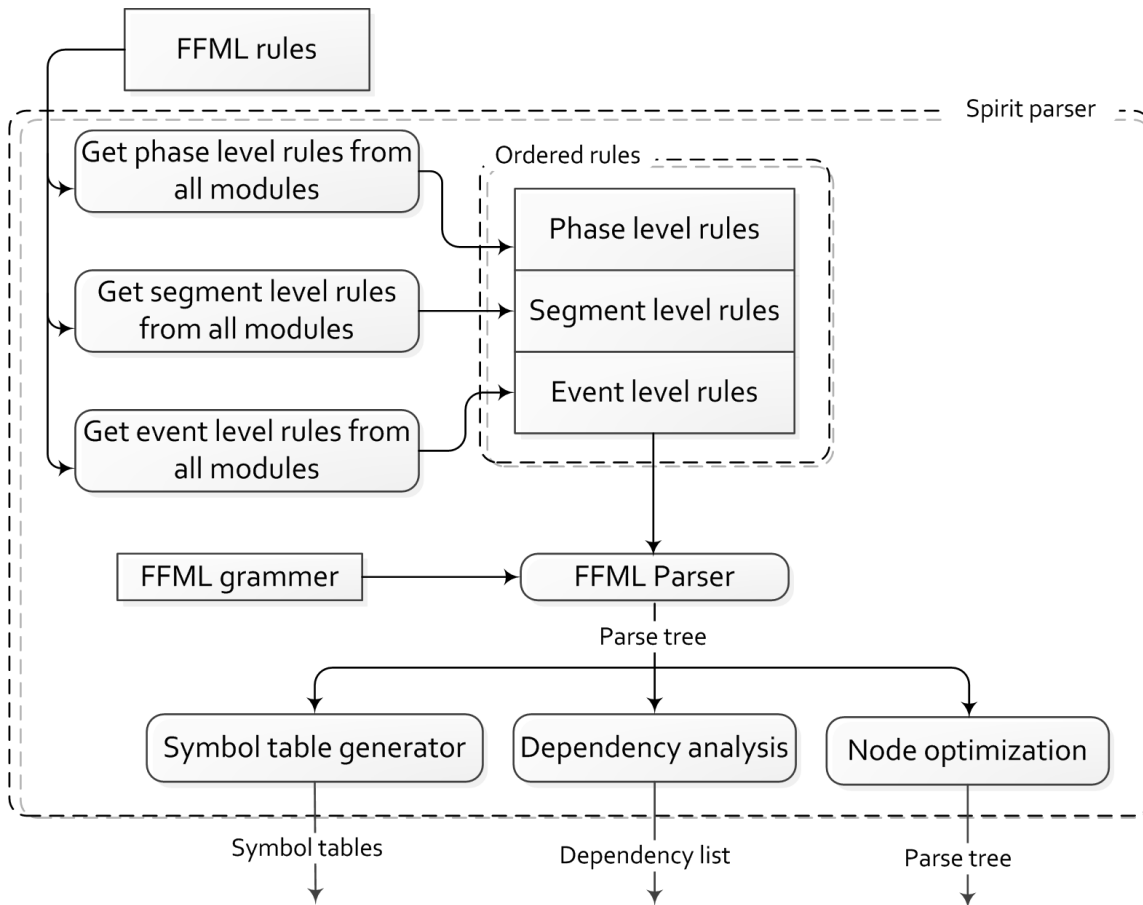 FFML rules
Spirit parser
Get phase level rules from
all modules
Ordered rules
Phase level rules
Get segment level rules
from all modules
Segment level rules
Event level rules
Get event level rules from
all modules
FFML grammer
FFML Parser
Parse tree
Symbol table generator
Dependency analysis
Node optimization
Symbol tables
Dependency list
Parse tree